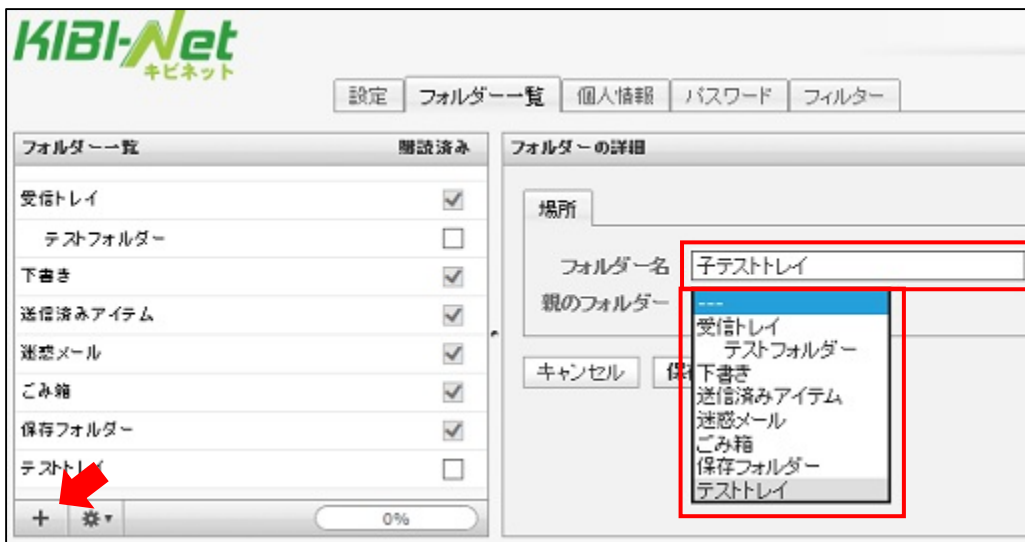 KIBI-Net
キビネット
設定 フォルダー一覧 個人情報 パスワード フィルター
フォルダー一覧 購読済み
受信トレイ
テストフォルダー
下書き
送信済みアイテム
迷惑メール
ごみ箱
保存フォルダー
テストトレイ
+ 0%
フォルダーの詳細
場所
フォルダー名 子テストトレイ
親のフォルダー ---
受信トレイ
テストフォルダー
下書き
送信済みアイテム
迷惑メール
ごみ箱
保存フォルダー
テストトレイ
キャンセル 保